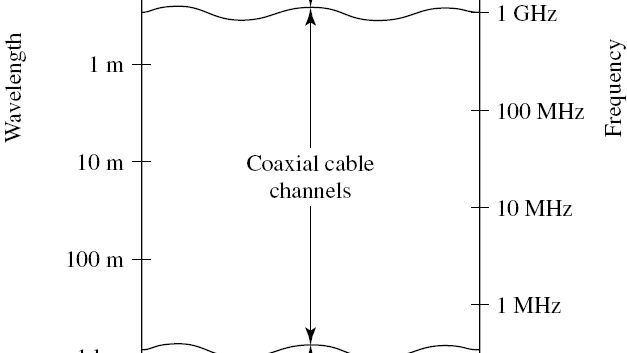 Wavelength
1 m
10 m
100 m
Coaxial cable
channels
1 GHz
100 MHz
10 MHz
1 MHz
Frequency